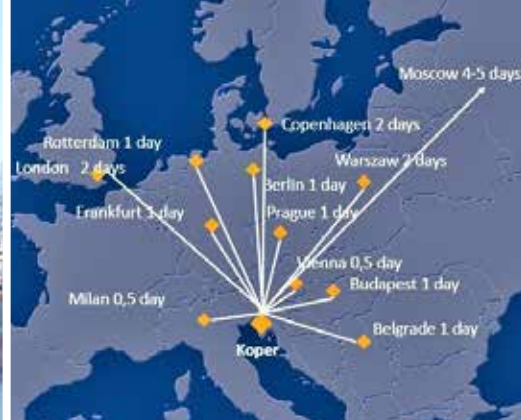 Moscow 4-5 days
Copenhagen 2 days
Rotterdam 1 day
London 2 days
Warszaw 2 days
Berlin 1 day
Frankfurt 1 day
Prague 1 day
Vienna 0,5 day
Budapest 1 day
Milan 0,5 day
Belgrade 1 day
Koper